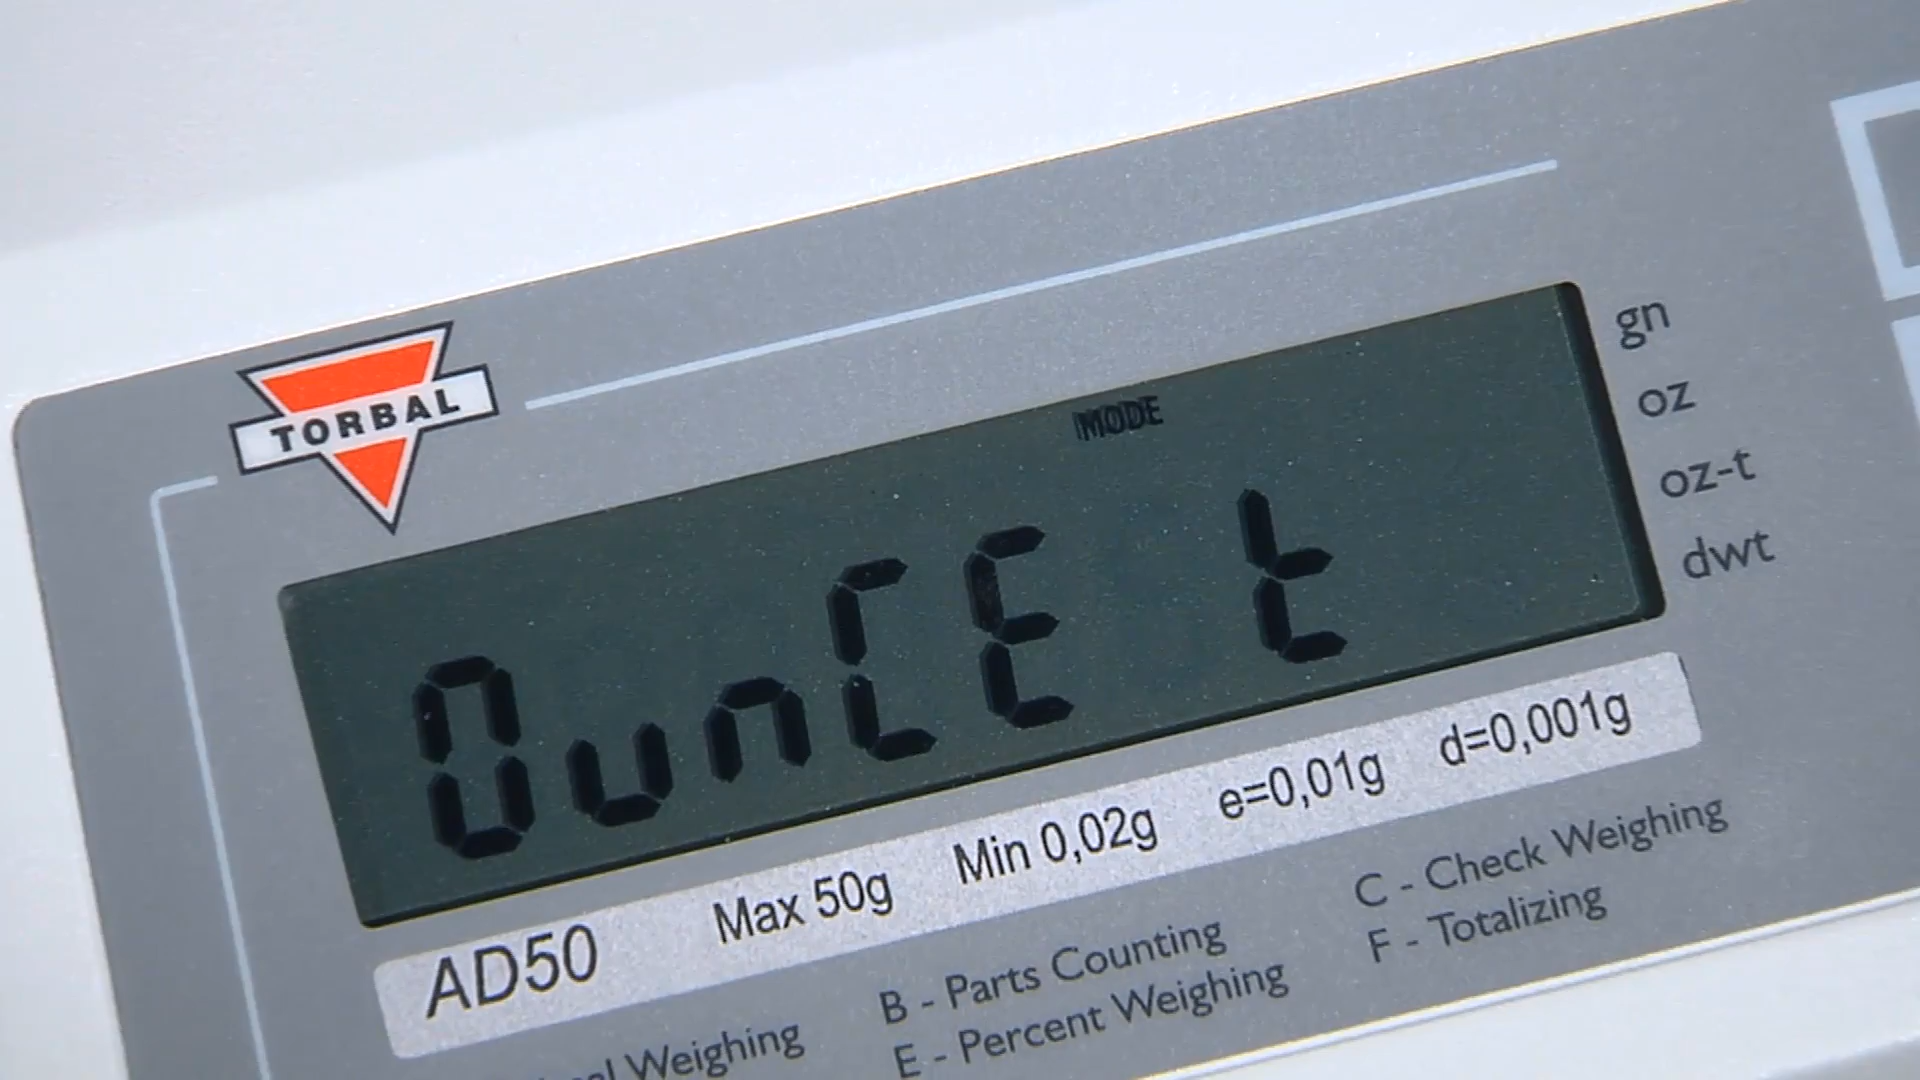 TORBAL
MODE
OunCE t
gn
oz
oz-t
dwt
AD50 Max 50g Min 0,02g e=0,01g d=0,001g
Weighing
B - Parts Counting
E - Percent Weighing
C - Check Weighing
F - Totalizing